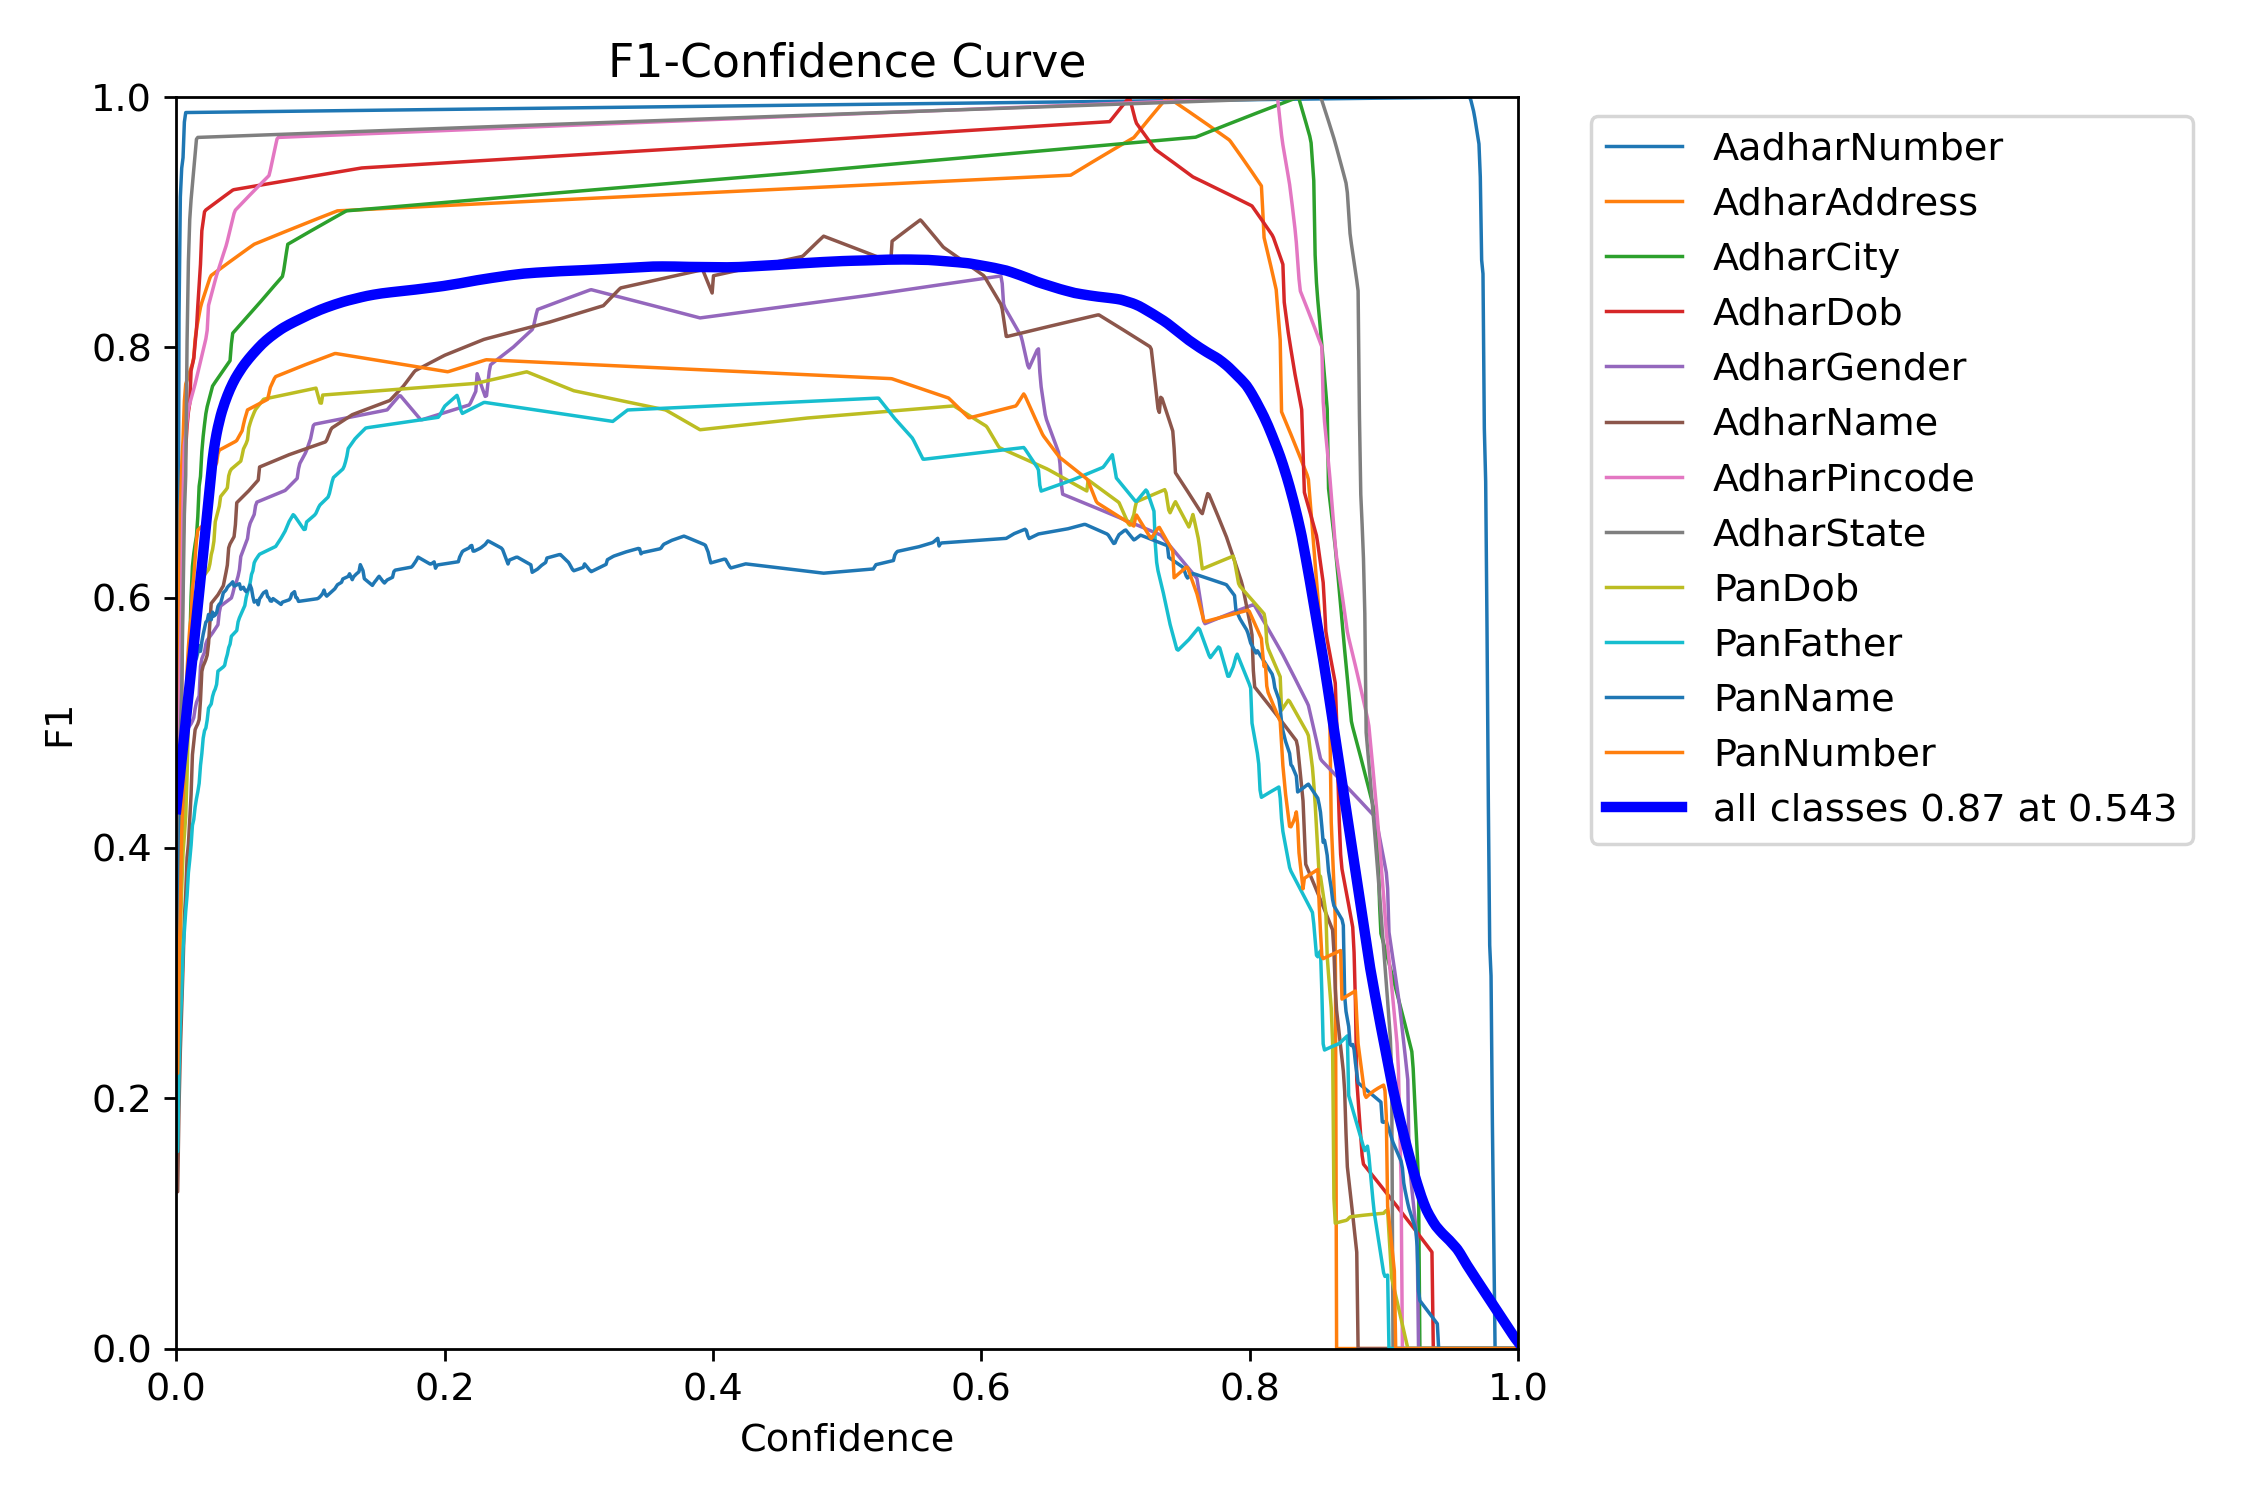 F1-Confidence Curve
1.0
0.8
0.6
0.4
0.2
0.0
F1
0.0 0.2 0.4 0.6 0.8 1.0
Confidence
AadharNumber
AdharAddress
AdharCity
AdharDob
AdharGender
AdharName
AdharPincode
AdharState
PanDob
PanFather
PanName
PanNumber
all classes 0.87 at 0.543